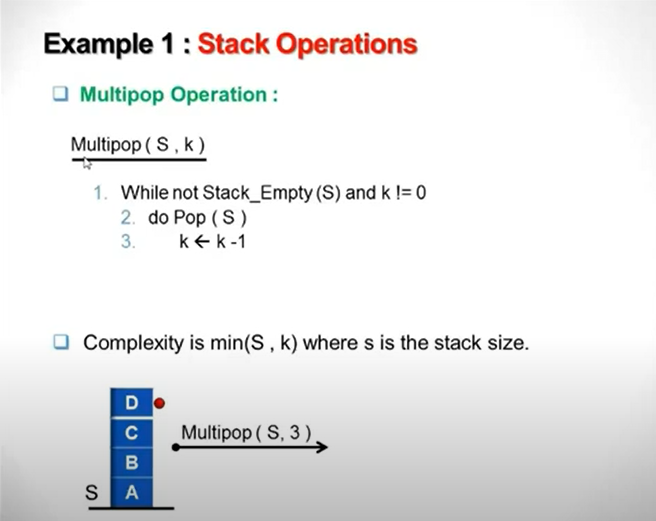 Example 1 : Stack Operations
Multipop Operation :
Multipop ( S , k )
1. While not Stack_Empty (S) and k != 0
2. do Pop ( S )
3. k ← k -1
Complexity is min(S , k) where s is the stack size.
D
C
Multipop ( S, 3 )
B
S A